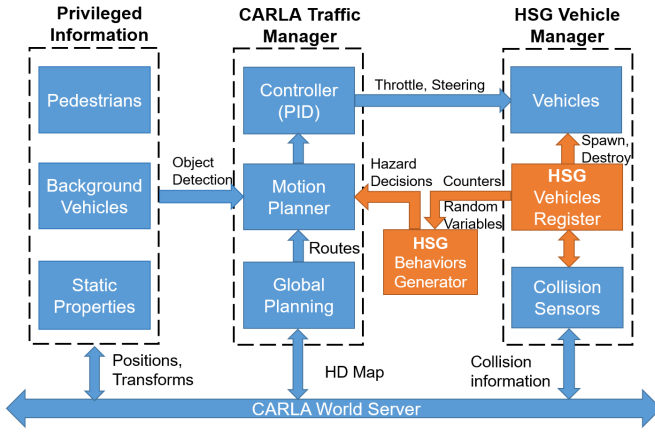 Privileged
Information
CARLA Traffic
Manager
HSG Vehicle
Manager
Pedestrians
Controller
(PID)
Throttle, Steering
Vehicles
Object
Detection
Hazard
Decisions
Counters
Spawn,
Destroy
Background
Vehicles
Motion
Planner
Random
Variables
HSG
Vehicles
Register
Routes
HSG
Behaviors
Generator
Static
Properties
Global
Planning
Collision
Sensors
Positions,
Transforms
HD Map
Collision
information
CARLA World Server